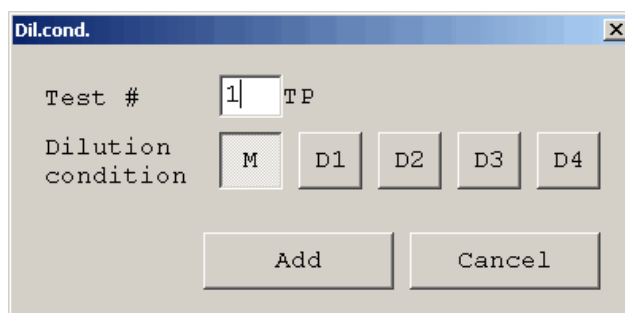 Dil.cond.
Test # 1 TP
Dilution condition M D1 D2 D3 D4
Add Cancel